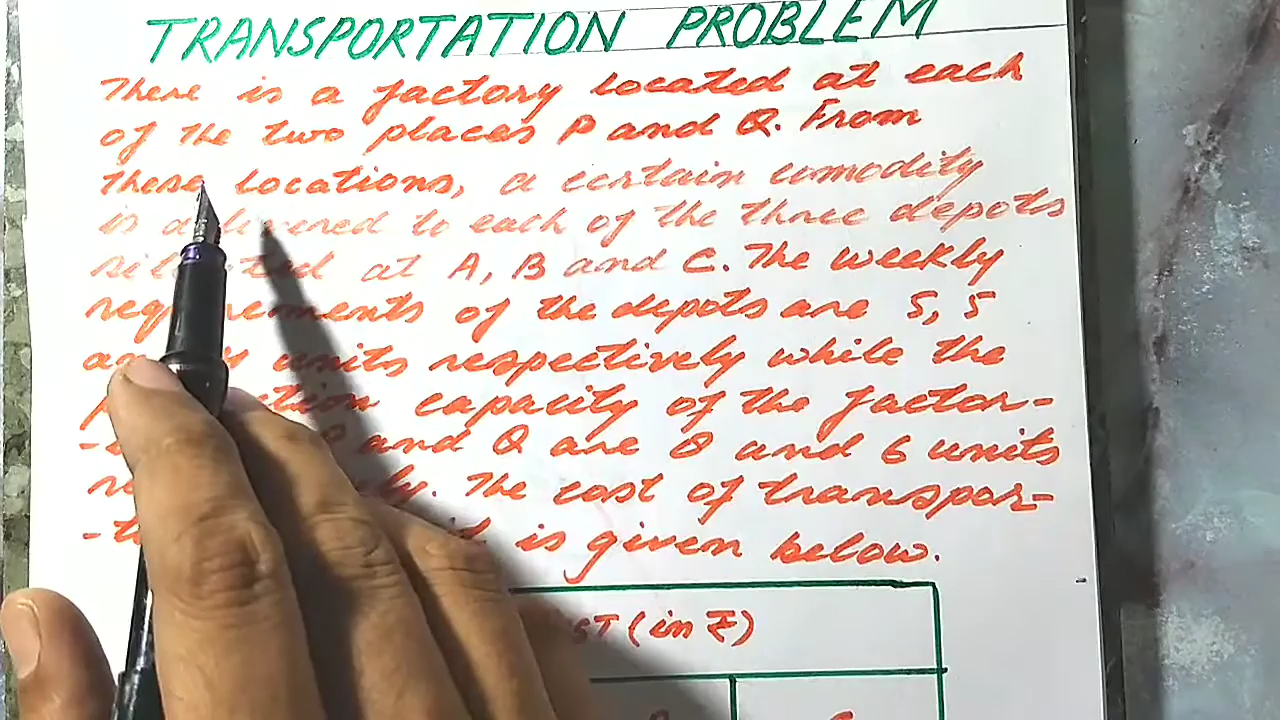 TRANSPORTATION PROBLEM
There is a factory located at each
of the two places P and Q. From
these locations, a certain comodity
is delivered to each of the three depots
at A, B and C. The weekly
requirements of the depots are 5, 5
units respectively while the
capacity of the factor-
and Q are 8 and 6 units
The cost of transpor-
is given below.
(in ₹)